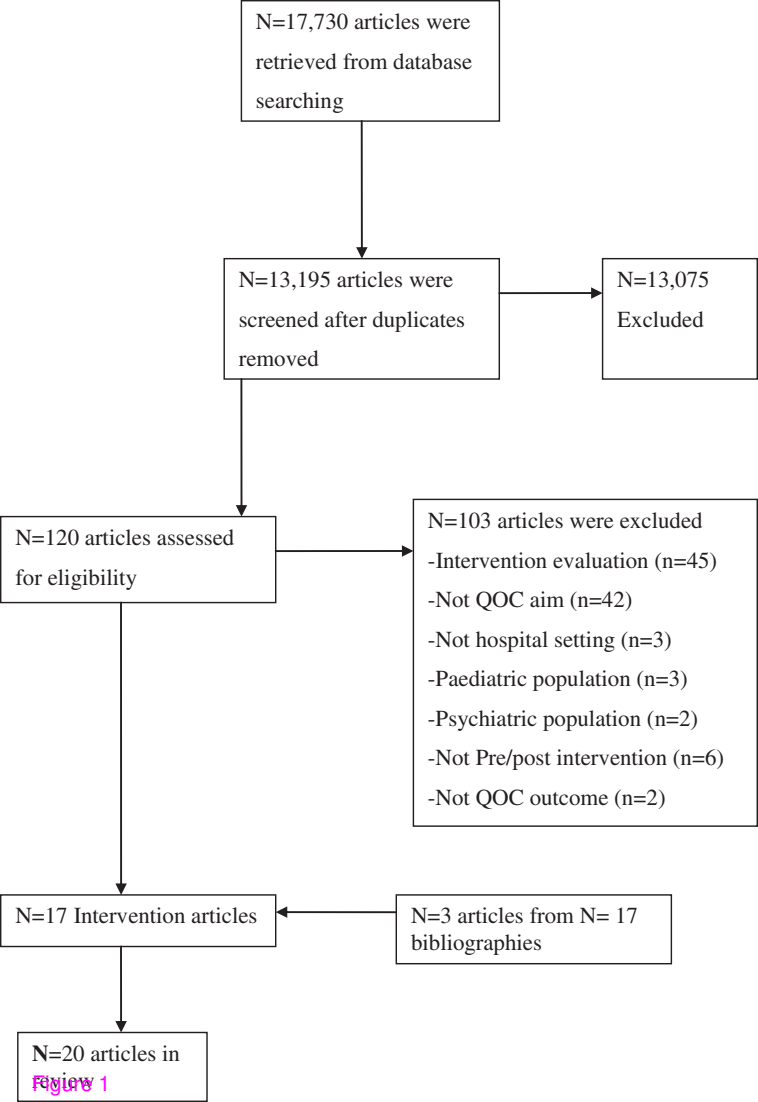 N=17,730 articles were
retrieved from database
searching
N=13,195 articles were
screened after duplicates
removed
N=13,075
Excluded
N=120 articles assessed
for eligibility
N=103 articles were excluded
-Intervention evaluation (n=45)
-Not QOC aim (n=42)
-Not hospital setting (n=3)
-Paediatric population (n=3)
-Psychiatric population (n=2)
-Not Pre/post intervention (n=6)
-Not QOC outcome (n=2)
N=17 Intervention articles
N=3 articles from N= 17
bibliographies
N=20 articles in
review
Figure 1